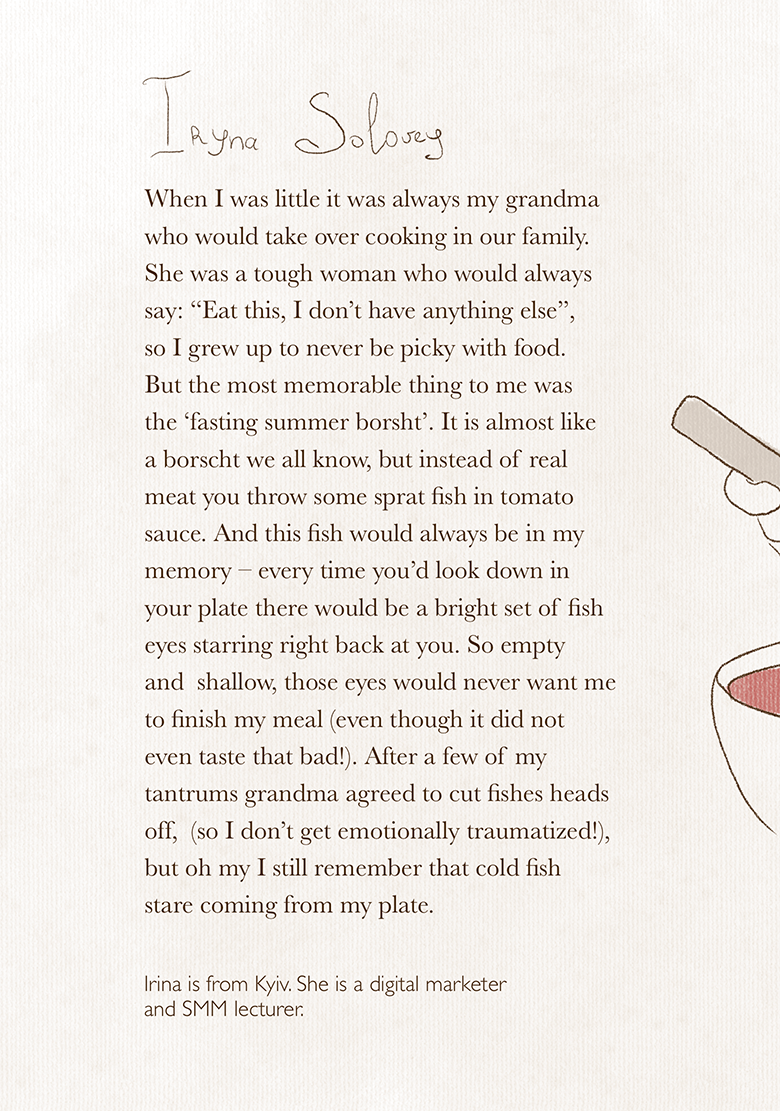 Iryna Solovey
When I was little it was always my grandma
who would take over cooking in our family.
She was a tough woman who would always
say: “Eat this, I don’t have anything else”,
so I grew up to never be picky with food.
But the most memorable thing to me was
the ‘fasting summer borsht’. It is almost like
a borscht we all know, but instead of real
meat you throw some sprat fish in tomato
sauce. And this fish would always be in my
memory – every time you’d look down in
your plate there would be a bright set of fish
eyes starring right back at you. So empty
and  shallow, those eyes would never want me
to finish my meal (even though it did not
even taste that bad!). After a few of my
tantrums grandma agreed to cut fishes heads
off,  (so I don’t get emotionally traumatized!),
but oh my I still remember that cold fish
stare coming from my plate.
Irina is from Kyiv. She is a digital marketer
and SMM lecturer.